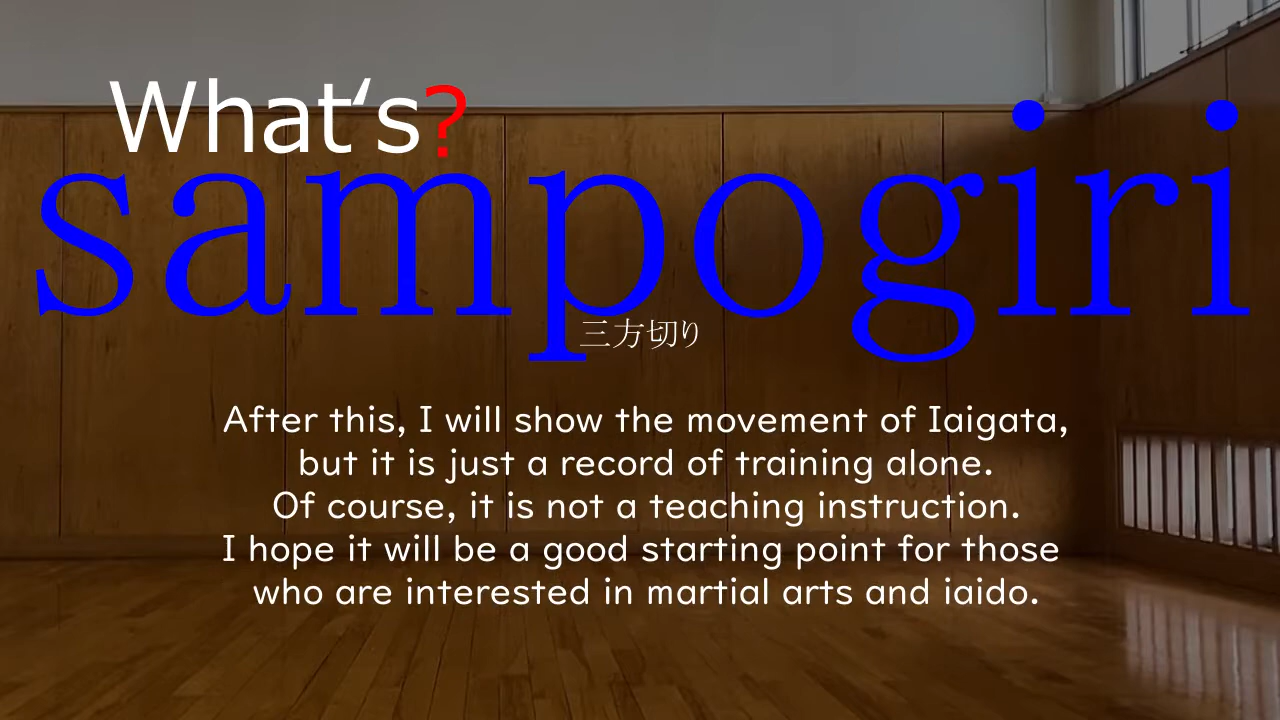 What‘s?
sampogiri
三方切り
After this, I will show the movement of Iaigata,
but it is just a record of training alone.
Of course, it is not a teaching instruction.
I hope it will be a good starting point for those
who are interested in martial arts and iaido.